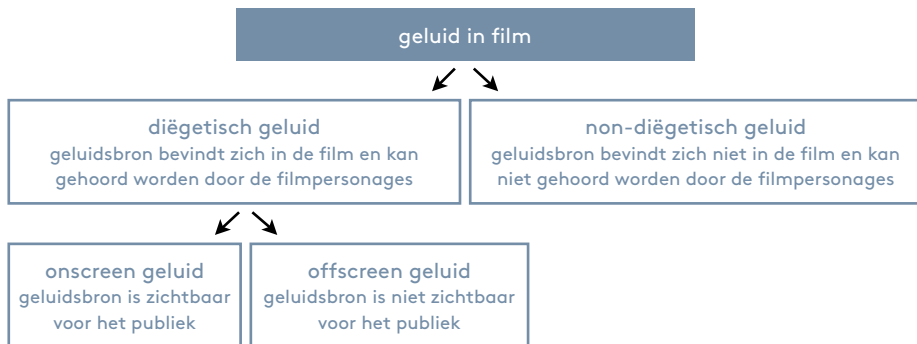 geluid in film
diëgetisch geluid
geluidsbron bevindt zich in de film en kan
gehoord worden door de filmpersonages
non-diëgetisch geluid
geluidsbron bevindt zich niet in de film en kan
niet gehoord worden door de filmpersonages
onscreen geluid
geluidsbron is zichtbaar
voor het publiek
offscreen geluid
geluidsbron is niet zichtbaar
voor het publiek